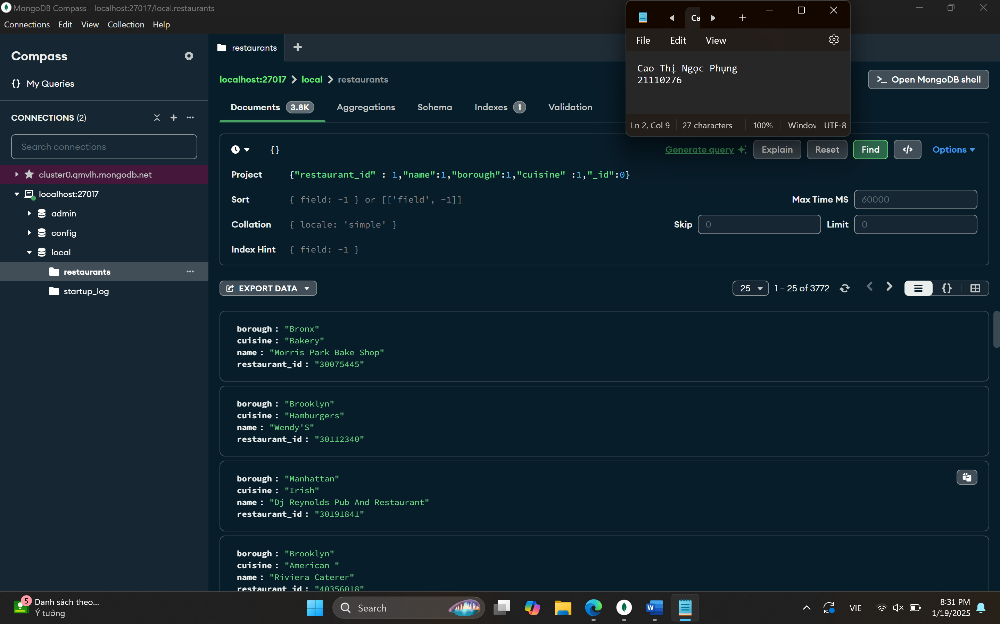 MongoDB Compass - localhost:27017/local.restaurants
Connections Edit View Collection Help
Compass
{} My Queries
CONNECTIONS (2)
Search connections
cluster0.qmvlh.mongodb.net
localhost:27017
admin
config
local
restaurants
startup_log
restaurants
localhost:27017 > local > restaurants
>_ Open MongoDB shell
Documents 3.8K Aggregations Schema Indexes 1 Validation
Ca
File Edit View
Cao Thị Ngọc Phụng
21110276
Ln 2, Col 9 27 characters 100% Window UTF-8
{} Generate query Explain Reset Find </> Options
Project {"restaurant_id" : 1,"name":1,"borough":1,"cuisine" :1,"_id":0}
Sort { field: -1 } or [['field', -1]] Max Time MS 60000
Collation { locale: 'simple' } Skip 0 Limit 0
Index Hint { field: -1 }
EXPORT DATA 25 1 – 25 of 3772 {}
borough : "Bronx"
cuisine : "Bakery"
name : "Morris Park Bake Shop"
restaurant_id : "30075445"
borough : "Brooklyn"
cuisine : "Hamburgers"
name : "Wendy'S"
restaurant_id : "30112340"
borough : "Manhattan"
cuisine : "Irish"
name : "Dj Reynolds Pub And Restaurant"
restaurant_id : "30191841"
borough : "Brooklyn"
cuisine : "American "
name : "Riviera Caterer"
restaurant_id : "40356018"
5 Danh sách theo...
Ý tưởng
Search
W
VIE
8:31 PM
1/19/2025